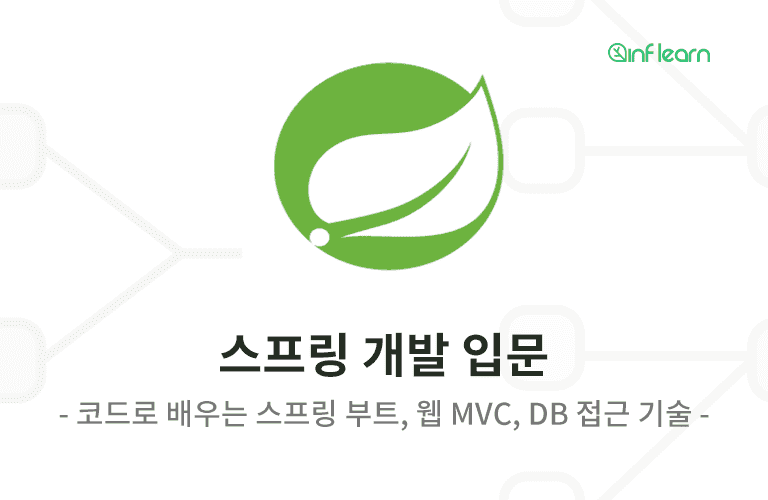 inflearn
스프링 개발 입문
- 코드로 배우는 스프링 부트, 웹 MVC, DB 접근 기술 -